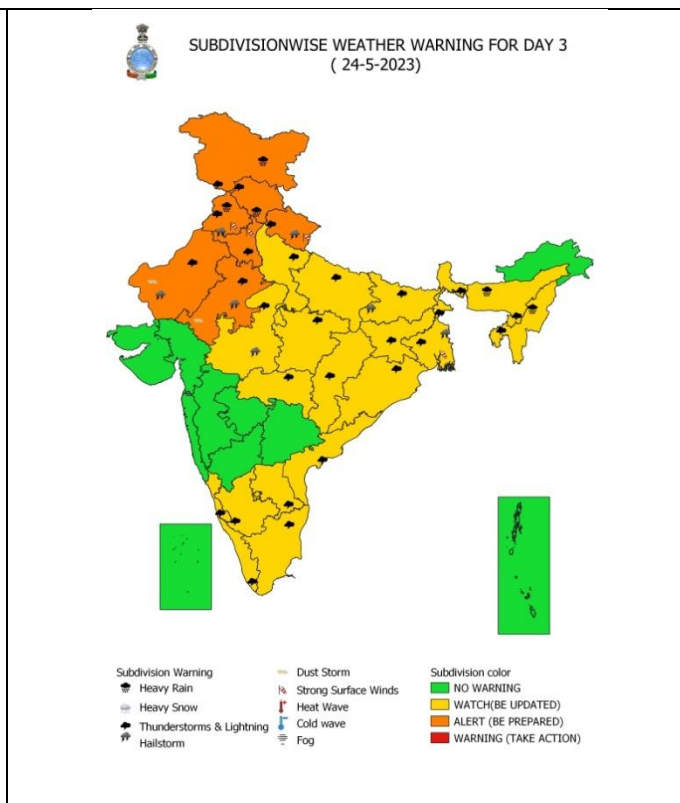 SUBDIVISIONWISE WEATHER WARNING FOR DAY 3
( 24-5-2023)
Subdivision Warning
Heavy Rain
Heavy Snow
Thunderstorms & Lightning
Hailstorm
Dust Storm
Strong Surface Winds
Heat Wave
Cold wave
Fog
Subdivision color
NO WARNING
WATCH(BE UPDATED)
ALERT (BE PREPARED)
WARNING (TAKE ACTION)